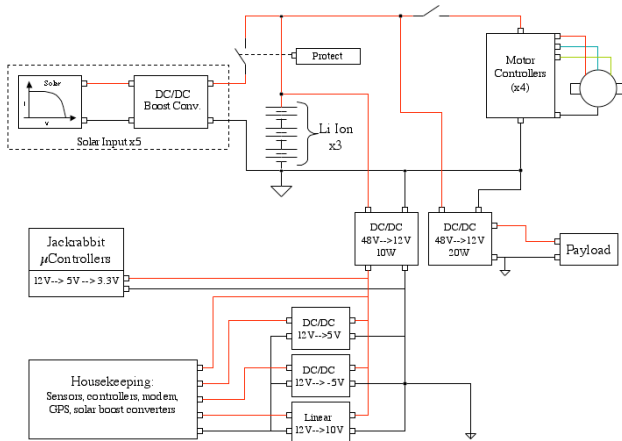 Protect
Motor
Controllers
(x4)
Solar
I
V
DC/DC
Boost Conv.
Solar Input x5
Li Ion
x3
DC/DC
48V-->12V
10W
DC/DC
48V-->12V
20W
Payload
Jackrabbit
µControllers
12V--> 5V --> 3.3V
DC/DC
12V-->5V
DC/DC
12V--> -5V
Linear
12V-->10V
Housekeeping:
Sensors, controllers, modem,
GPS, solar boost converters